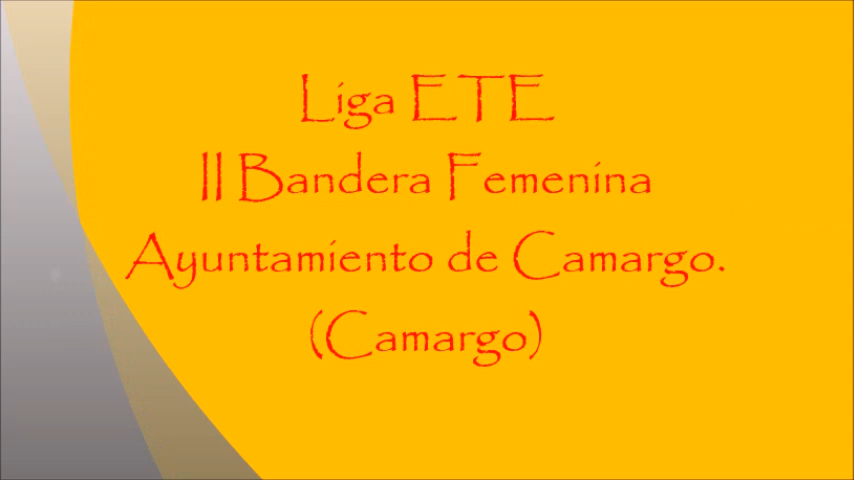 Liga ETE
II Bandera Femenina
Ayuntamiento de Camargo.
(Camargo)